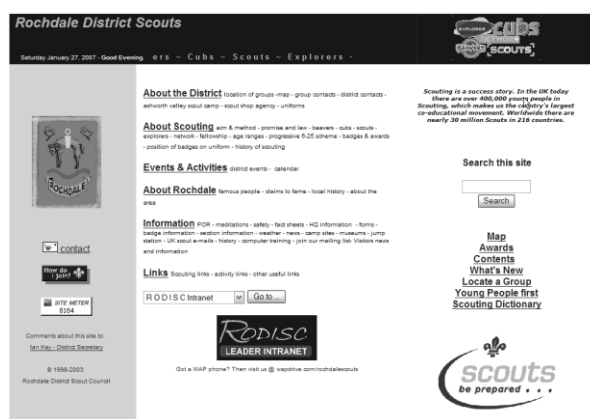 Rochdale District Scouts
CUBS
EXPLORER
BEAVER
SCOUTS
Saturday January 27, 2007 - Good Evening.
ers ~ Cubs ~ Scouts ~ Explorers -
About the District location of groups -map - group contacts - district contacts -
ashworth valley scout camp - scout shop agency - uniforms
About Scouting aim & method - promise and law - beavers - cubs - scouts -
explorers - network - fellowship - age ranges - progressive 6-25 scheme - badges & awards
- position of badges on uniform - history of scouting
Events & Activities district events - calendar
About Rochdale famous people - claims to fame - local history - about the
area
Information POR - meditations - safety - fact sheets - HQ information - forms -
badge information - section information - weather - news - camp sites - museums - jump
station - UK scout e-mails - history - computer training - join our mailing list- Visitors news
and information
Links Scouting links - activity links - other useful links
RODISC Intranet
Go to ...
RODISC
LEADER INTRANET
Got a WAP phone? Then visit us @ wapdrive.com/rochdalescouts
ROCHDALE
contact
How do
I join?
SITE METER
8184
Comments about this site to:
Ian Kay - District Secretary
© 1996-2003
Rochdale District Scout Council
Scouting is a success story. In the UK today
there are over 400,000 young people in
Scouting, which makes us the country's largest
co-educational movement. Worldwide there are
nearly 30 million Scouts in 216 countries.
Search this site
Search
Map
Awards
Contents
What's New
Locate a Group
Young People first
Scouting Dictionary
scouts
be prepared . . .